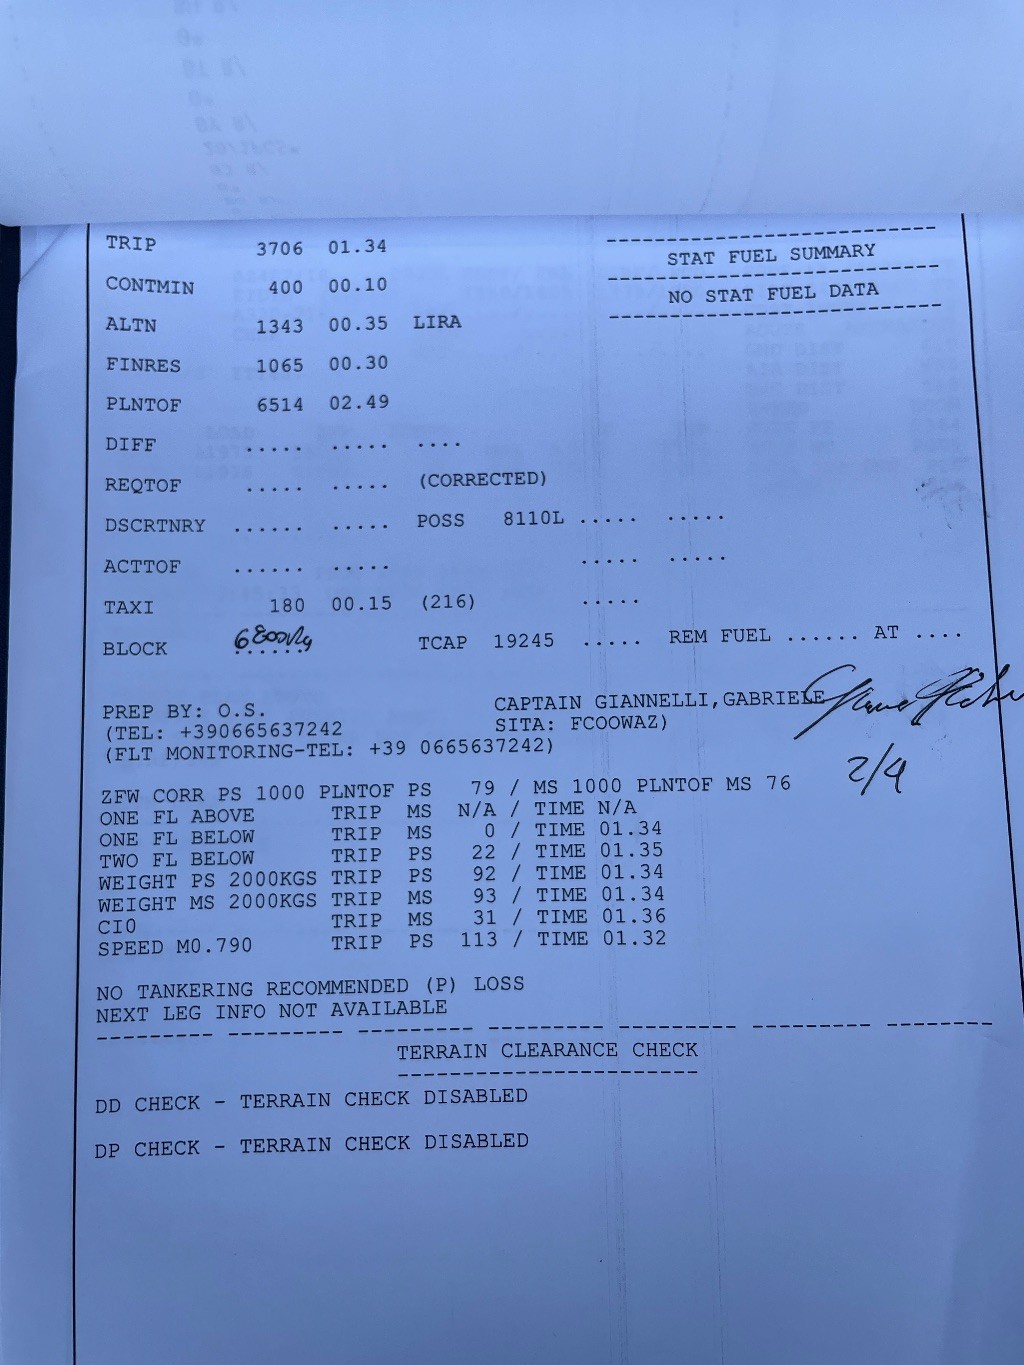 TRIP 3706 01.34
------------------------
STAT FUEL SUMMARY
------------------------
CONTMIN 400 00.10
NO STAT FUEL DATA
------------------------
ALTN 1343 00.35 LIRA
FINRES 1065 00.30
PLNTOF 6514 02.49
DIFF ..... ..... ....
REQTOF ..... ..... (CORRECTED)
DSCRTNRY ...... ..... POSS 8110L ..... .....
ACTTOF ...... ..... ..... .....
TAXI 180 00.15 (216) .....
BLOCK 6800kg TCAP 19245 ..... REM FUEL ...... AT ....
PREP BY: O.S. CAPTAIN GIANNELLI,GABRIELE
(TEL: +390665637242 SITA: FCOOWAZ)
(FLT MONITORING-TEL: +39 0665637242)
2/4
ZFW CORR PS 1000 PLNTOF PS 79 / MS 1000 PLNTOF MS 76
ONE FL ABOVE TRIP MS N/A / TIME N/A
ONE FL BELOW TRIP MS 0 / TIME 01.34
TWO FL BELOW TRIP PS 22 / TIME 01.35
WEIGHT PS 2000KGS TRIP PS 92 / TIME 01.34
WEIGHT MS 2000KGS TRIP MS 93 / TIME 01.34
CI0 TRIP MS 31 / TIME 01.36
SPEED M0.790 TRIP PS 113 / TIME 01.32
NO TANKERING RECOMMENDED (P) LOSS
NEXT LEG INFO NOT AVAILABLE
--------- --------- --------- --------- --------- --------- --------
TERRAIN CLEARANCE CHECK
-----------------------
DD CHECK - TERRAIN CHECK DISABLED
DP CHECK - TERRAIN CHECK DISABLED